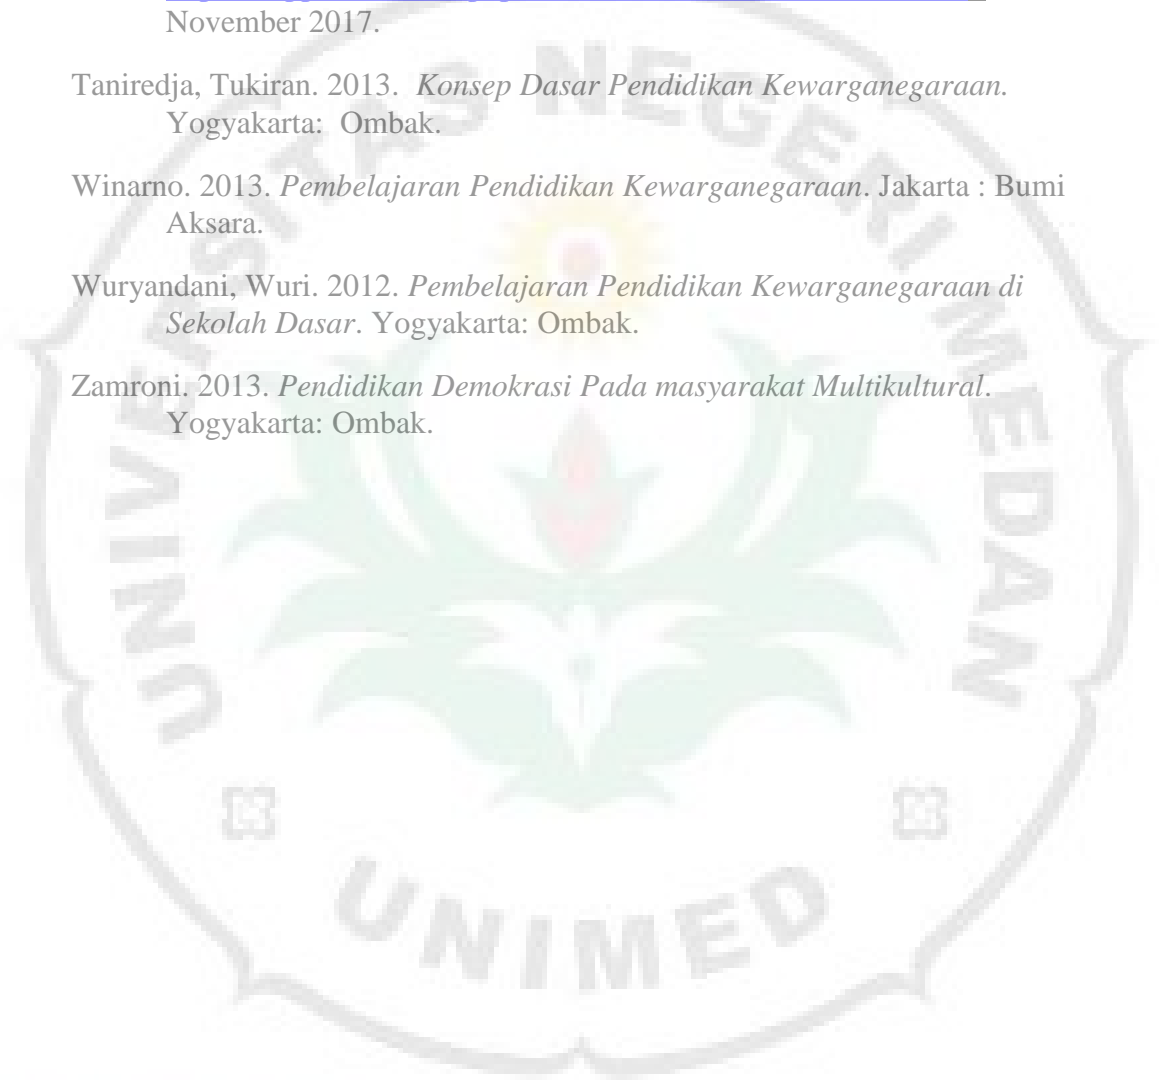 November 2017.
Taniredja, Tukiran. 2013. Konsep Dasar Pendidikan Kewarganegaraan.
Yogyakarta: Ombak.
Winarno. 2013. Pembelajaran Pendidikan Kewarganegaraan. Jakarta : Bumi
Aksara.
Wuryandani, Wuri. 2012. Pembelajaran Pendidikan Kewarganegaraan di
Sekolah Dasar. Yogyakarta: Ombak.
Zamroni. 2013. Pendidikan Demokrasi Pada masyarakat Multikultural.
Yogyakarta: Ombak.
UNIVERSITAS NEGERI MEDAN
UNIMED